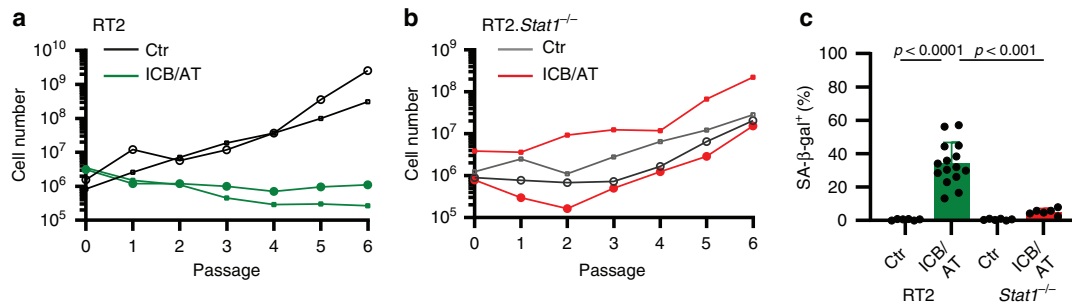 a
RT2
Cell number
10^10
10^9
10^8
10^7
10^6
10^5
Ctr
ICB/AT
0 1 2 3 4 5 6
Passage
b
RT2.Stat1^−/−
Cell number
10^9
10^8
10^7
10^6
10^5
Ctr
ICB/AT
0 1 2 3 4 5 6
Passage
c
p < 0.0001 p < 0.001
SA-β-gal^+ (%)
100
80
60
40
20
0
Ctr ICB/AT Ctr ICB/AT
RT2 Stat1^−/−